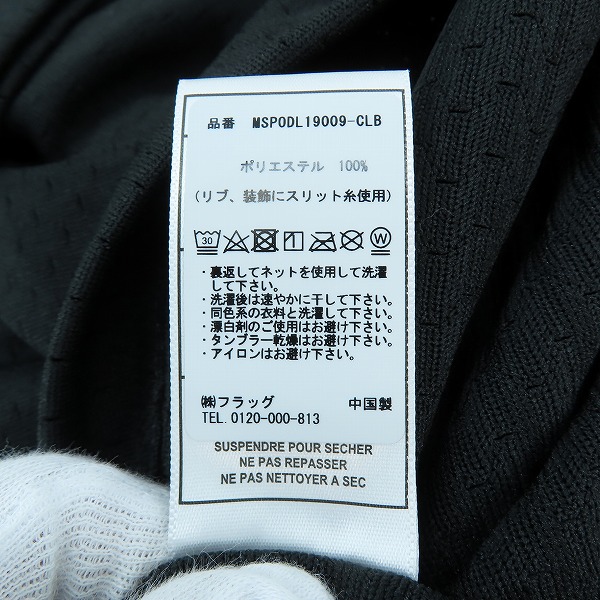 品番 MSPODL19009-CLB
ポリエステル 100%
(リブ、装飾にスリット糸使用)
30 W
・裏返してネットを使用して洗濯
して下さい。
・洗濯後は速やかに干して下さい。
・同色系の衣料と洗濯して下さい。
・漂白剤のご使用はお避け下さい。
・タンブラー乾燥はお避け下さい。
・アイロンはお避け下さい。
㈱フラッグ 中国製
TEL. 0120-000-813
SUSPENDRE POUR SECHER
NE PAS REPASSER
NE PAS NETTOYER A SEC